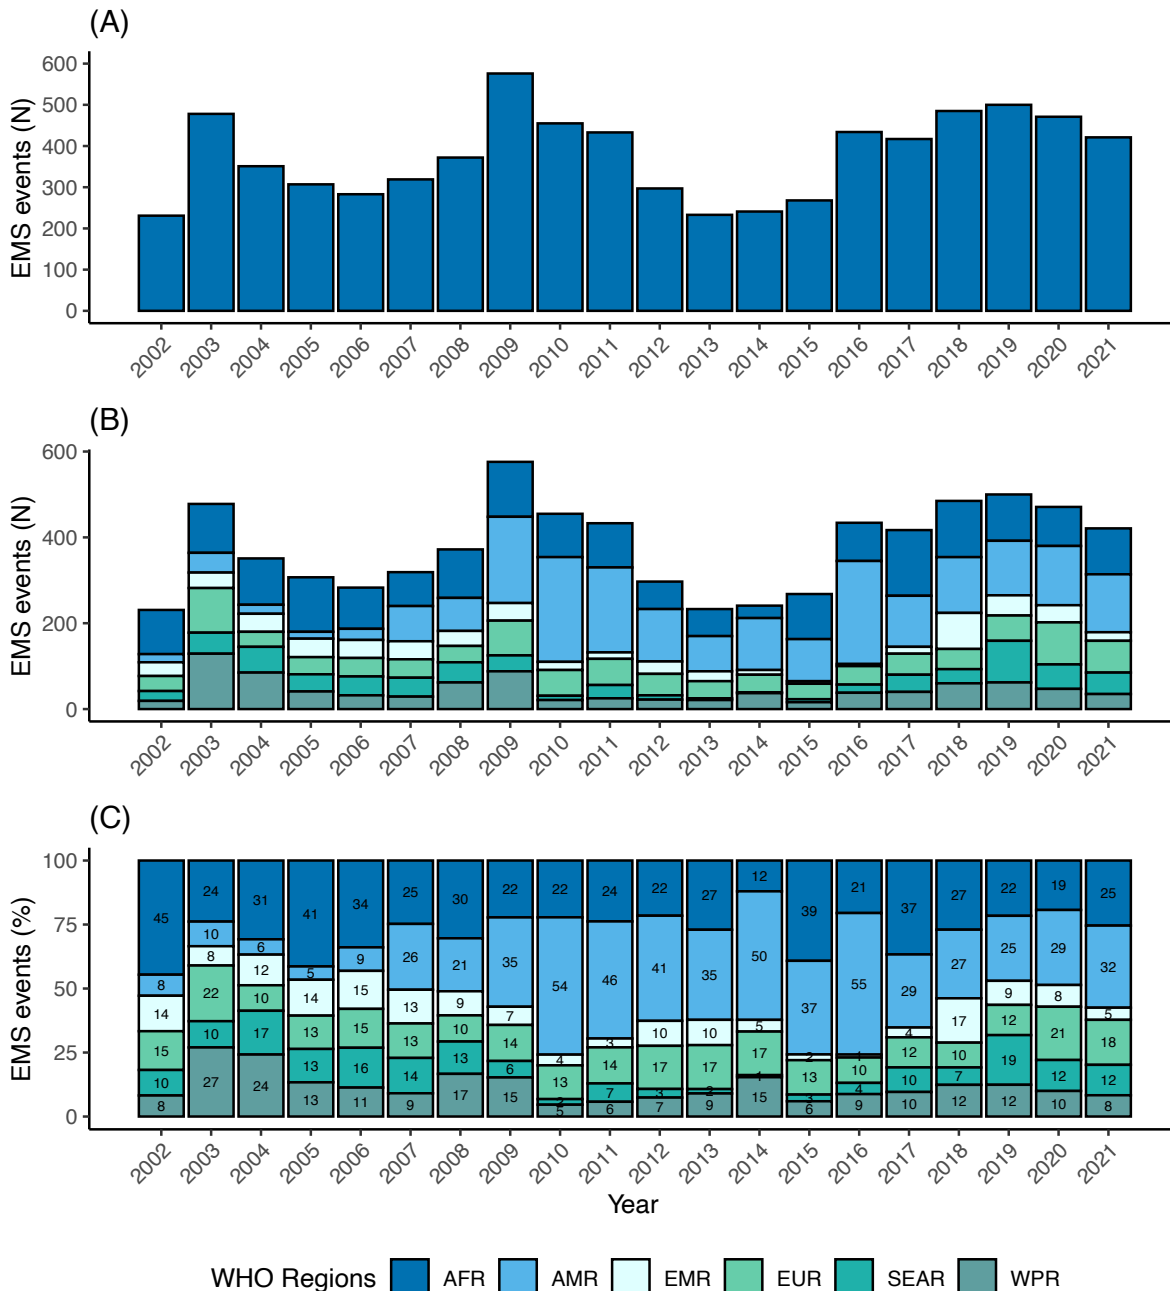 (A)
EMS events (N)
600
500
400
300
200
100
0
2002 2003 2004 2005 2006 2007 2008 2009 2010 2011 2012 2013 2014 2015 2016 2017 2018 2019 2020 2021
(B)
EMS events (N)
600
400
200
0
2002 2003 2004 2005 2006 2007 2008 2009 2010 2011 2012 2013 2014 2015 2016 2017 2018 2019 2020 2021
(C)
EMS events (%)
100
75
50
25
0
45 8 14 15 10 8
24 10 8 22 10 27
31 6 12 10 17 24
41 5 14 13 13 13
34 9 15 15 16 11
25 26 13 13 14 9
30 21 9 10 13 17
22 35 7 14 6 15
22 54 4 13 2 5
24 46 3 14 7 6
22 41 10 17 3 7
27 35 10 17 2 9
12 50 5 17 1 15
39 37 2 13 3 6
21 55 1 10 4 9
37 29 4 12 10 10
27 27 17 10 7 12
22 25 9 12 19 12
19 29 8 21 12 10
25 32 5 18 12 8
2002 2003 2004 2005 2006 2007 2008 2009 2010 2011 2012 2013 2014 2015 2016 2017 2018 2019 2020 2021
Year
WHO Regions AFR AMR EMR EUR SEAR WPR